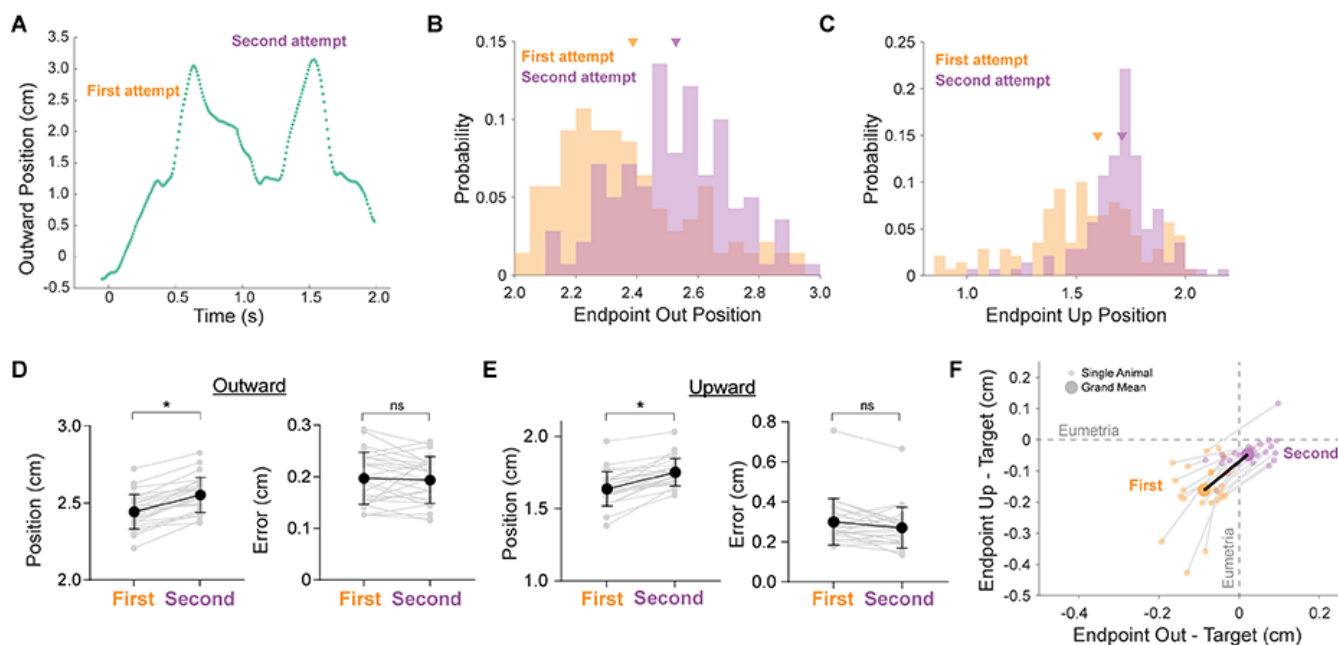 A
3.5
3.0
2.5
2.0
1.5
1.0
0
-0.5
Outward Position (cm)
First attempt
Second attempt
0
0.5
1.0
1.5
2.0
Time (s)
B
0.15
0.10
0.05
0
Probability
First attempt
Second attempt
2.0
2.2
2.4
2.6
2.8
3.0
Endpoint Out Position
C
0.25
0.20
0.15
0.10
0.05
0
Probability
First attempt
Second attempt
1.0
1.5
2.0
Endpoint Up Position
D
Outward
3.0
2.5
2.0
Position (cm)
*
First Second
0.3
0.2
0.1
0
Error (cm)
ns
First Second
E
Upward
2.0
1.5
1.0
Position (cm)
*
First Second
0.8
0.6
0.4
0.2
0.0
Error (cm)
ns
First Second
F
0.2
0.1
0
-0.1
-0.2
-0.3
-0.4
-0.5
Endpoint Up - Target (cm)
Single Animal
Grand Mean
Eumetria
First
Second
Eumetria
-0.4
-0.2
0
0.2
Endpoint Out - Target (cm)